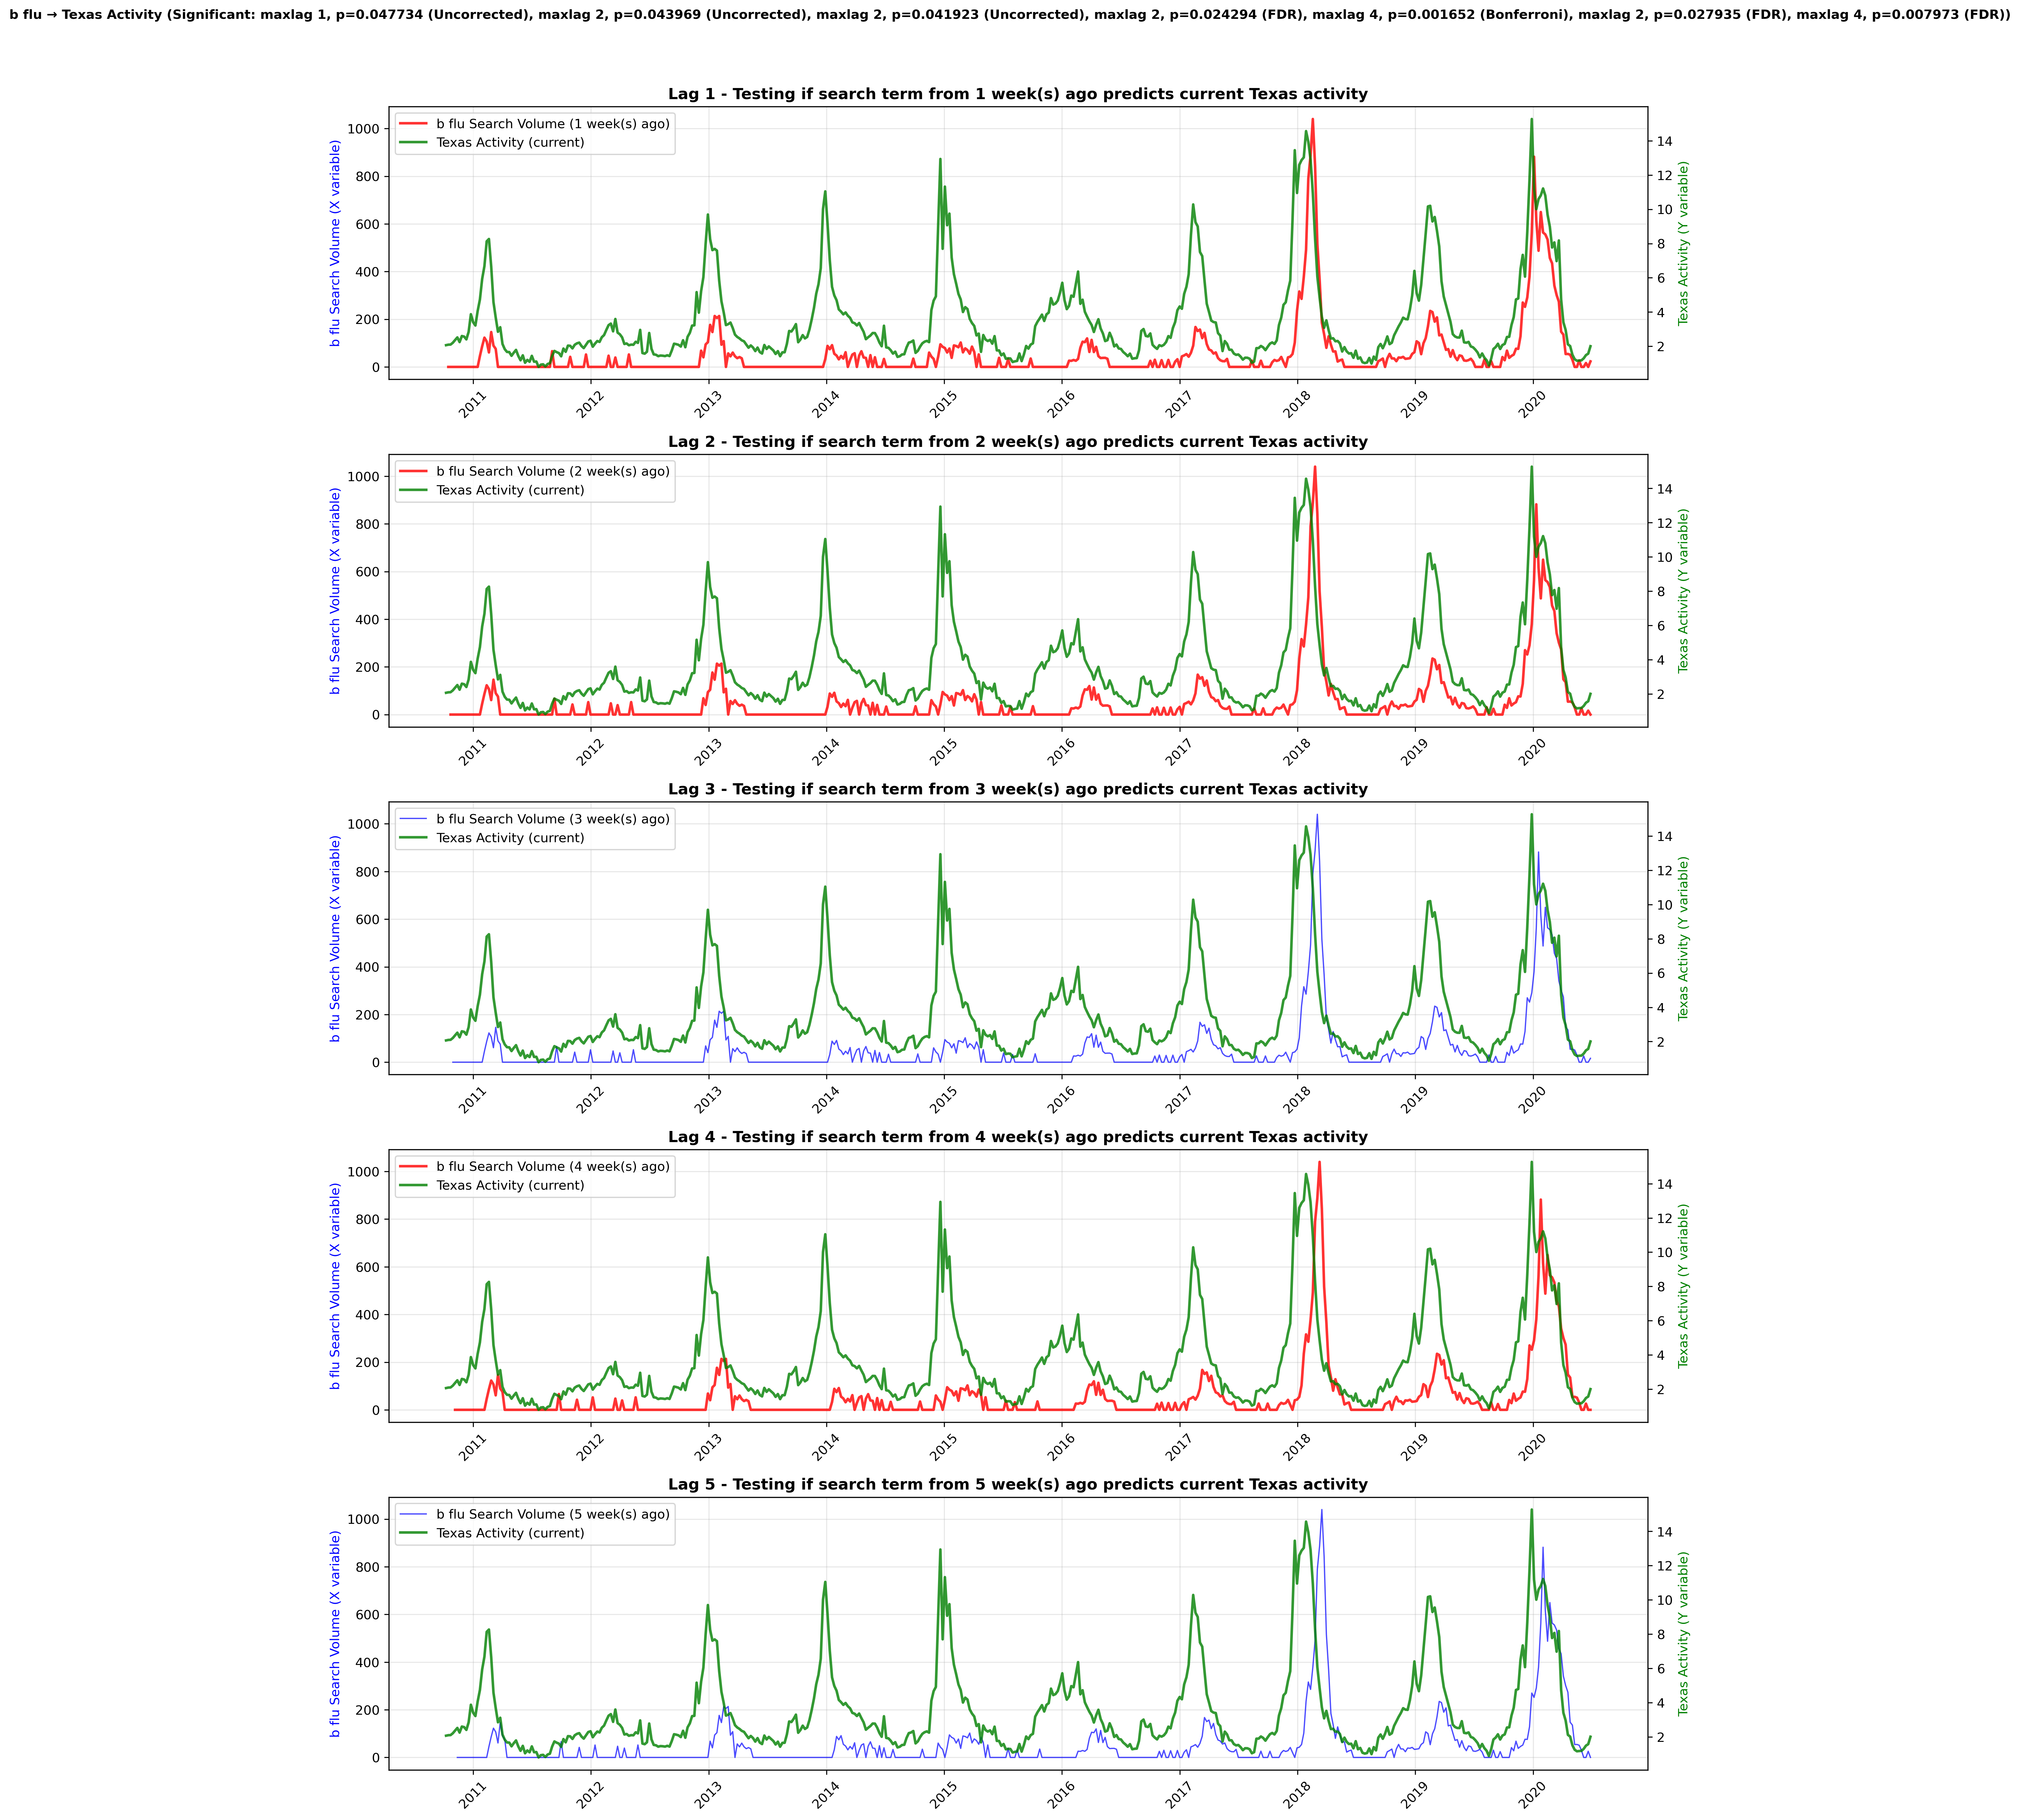 b flu → Texas Activity (Significant: maxlag 1, p=0.047734 (Uncorrected), maxlag 2, p=0.043969 (Uncorrected), maxlag 2, p=0.041923 (Uncorrected), maxlag 2, p=0.024294 (FDR), maxlag 4, p=0.001652 (Bonferroni), maxlag 2, p=0.027935 (FDR), maxlag 4, p=0.007973 (FDR))
Lag 1 - Testing if search term from 1 week(s) ago predicts current Texas activity
b flu Search Volume (1 week(s) ago)
Texas Activity (current)
b flu Search Volume (X variable)
1000
800
600
400
200
0
14
12
10
8
6
4
2
Texas Activity (Y variable)
2011 2012 2013 2014 2015 2016 2017 2018 2019 2020
Lag 2 - Testing if search term from 2 week(s) ago predicts current Texas activity
b flu Search Volume (2 week(s) ago)
Texas Activity (current)
b flu Search Volume (X variable)
1000
800
600
400
200
0
14
12
10
8
6
4
2
Texas Activity (Y variable)
2011 2012 2013 2014 2015 2016 2017 2018 2019 2020
Lag 3 - Testing if search term from 3 week(s) ago predicts current Texas activity
b flu Search Volume (3 week(s) ago)
Texas Activity (current)
b flu Search Volume (X variable)
1000
800
600
400
200
0
14
12
10
8
6
4
2
Texas Activity (Y variable)
2011 2012 2013 2014 2015 2016 2017 2018 2019 2020
Lag 4 - Testing if search term from 4 week(s) ago predicts current Texas activity
b flu Search Volume (4 week(s) ago)
Texas Activity (current)
b flu Search Volume (X variable)
1000
800
600
400
200
0
14
12
10
8
6
4
2
Texas Activity (Y variable)
2011 2012 2013 2014 2015 2016 2017 2018 2019 2020
Lag 5 - Testing if search term from 5 week(s) ago predicts current Texas activity
b flu Search Volume (5 week(s) ago)
Texas Activity (current)
b flu Search Volume (X variable)
1000
800
600
400
200
0
14
12
10
8
6
4
2
Texas Activity (Y variable)
2011 2012 2013 2014 2015 2016 2017 2018 2019 2020